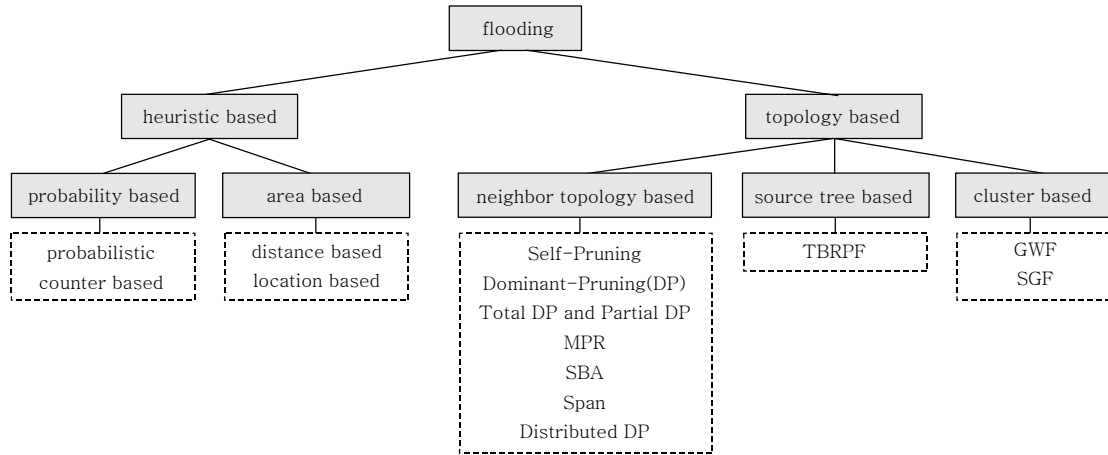 flooding
heuristic based
topology based
probability based
area based
neighbor topology based
source tree based
cluster based
probabilistic
counter based
distance based
location based
Self-Pruning
Dominant-Pruning(DP)
Total DP and Partial DP
MPR
SBA
Span
Distributed DP
TBRPF
GWF
SGF